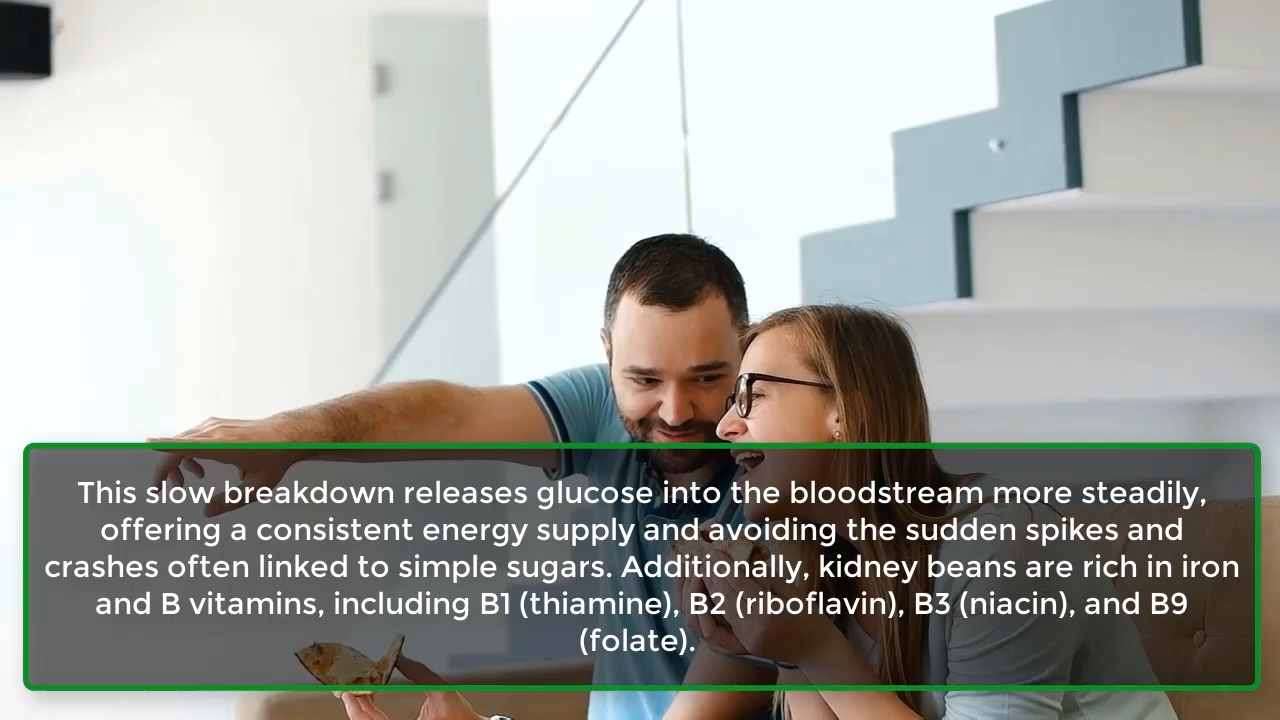 This slow breakdown releases glucose into the bloodstream more steadily,
offering a consistent energy supply and avoiding the sudden spikes and
crashes often linked to simple sugars. Additionally, kidney beans are rich in iron
and B vitamins, including B1 (thiamine), B2 (riboflavin), B3 (niacin), and B9
(folate).